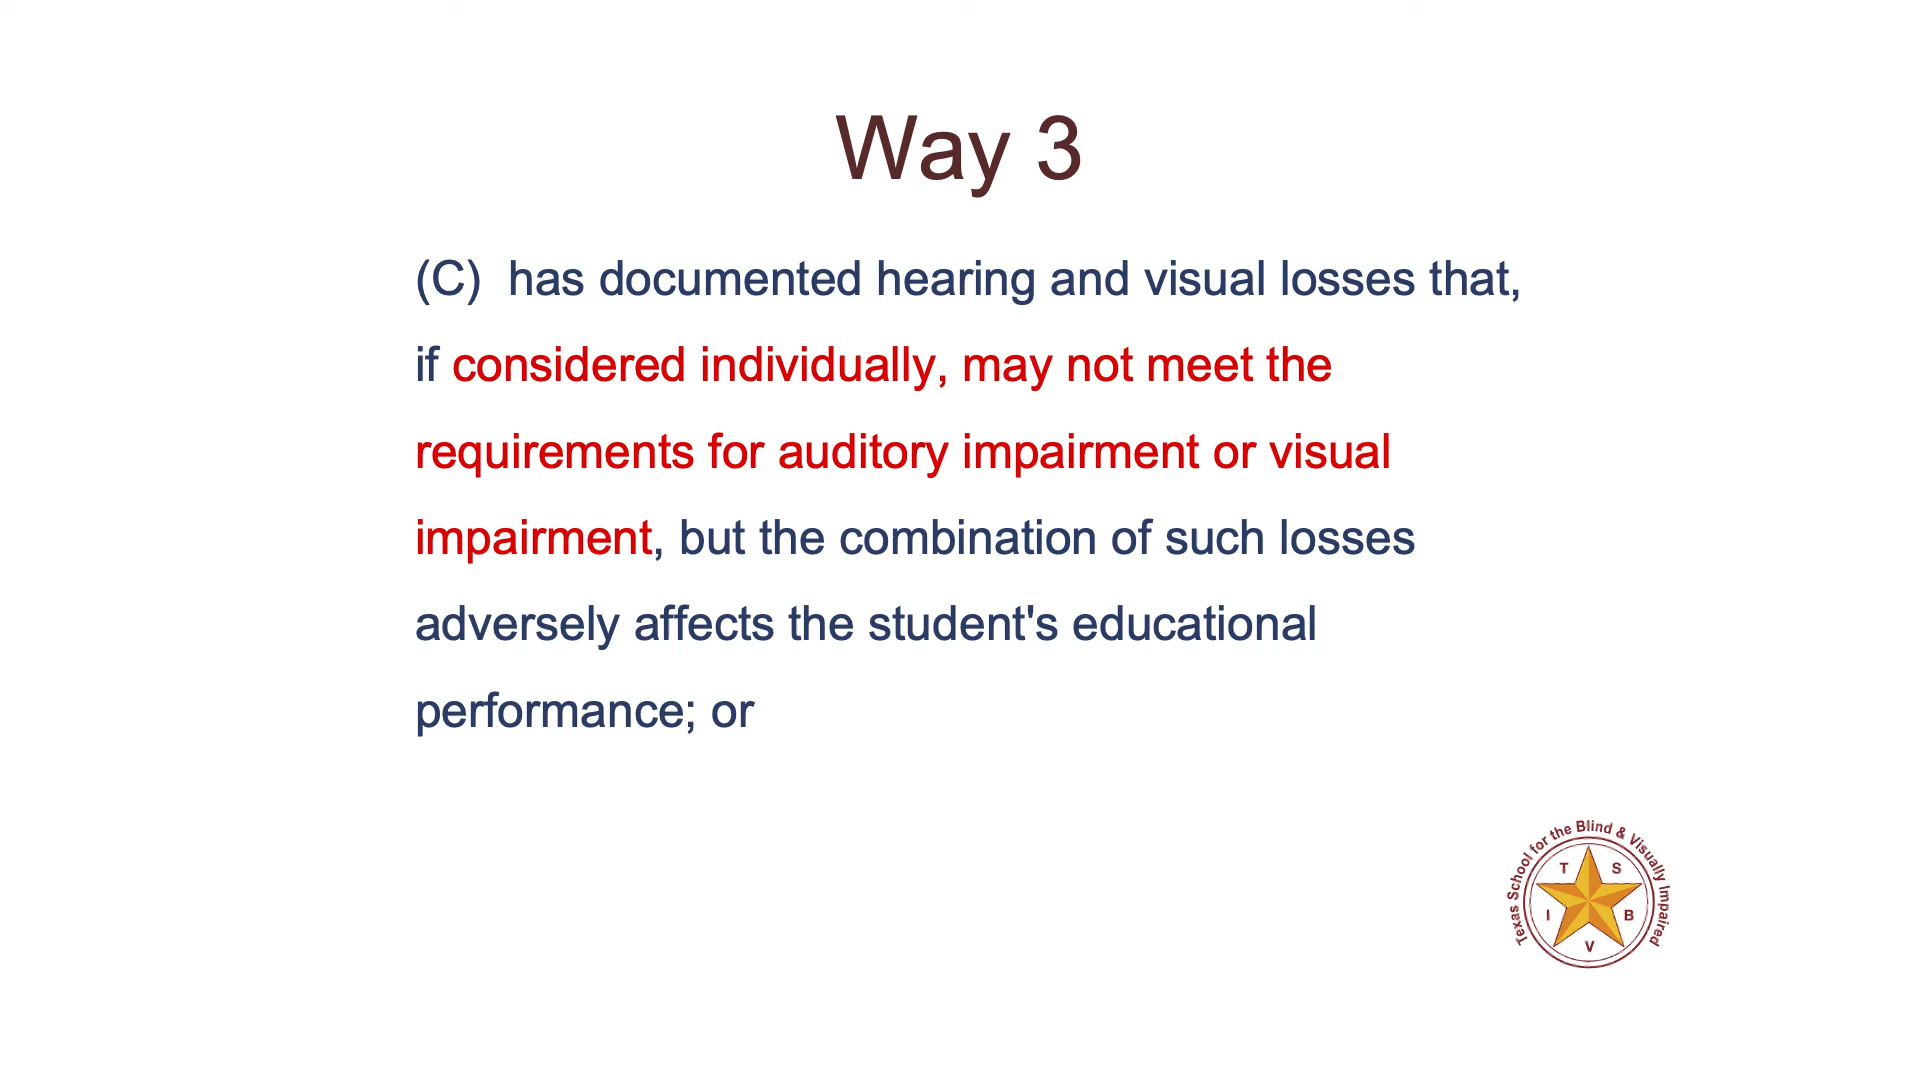 Way 3
(C)  has documented hearing and visual losses that,
if considered individually, may not meet the
requirements for auditory impairment or visual
impairment, but the combination of such losses
adversely affects the student's educational
performance; or
Texas School for the Blind & Visually Impaired
T S
I B
V